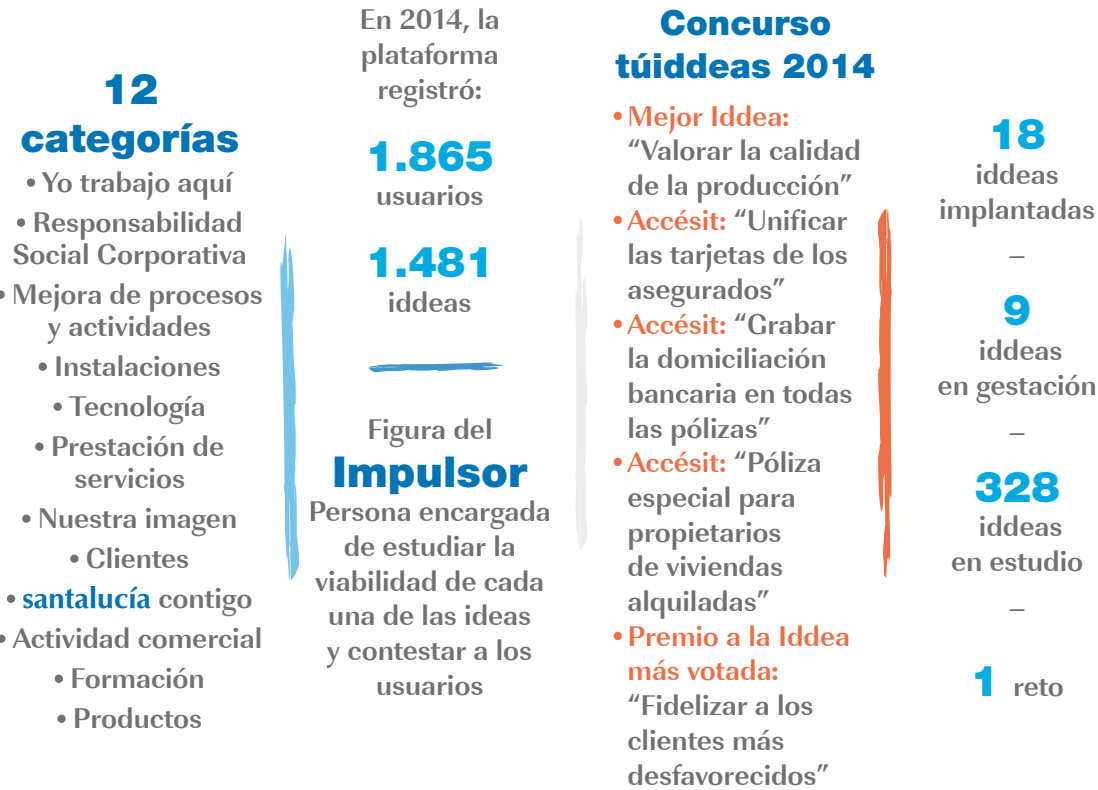 12
categorías
• Yo trabajo aquí
• Responsabilidad
Social Corporativa
• Mejora de procesos
y actividades
• Instalaciones
• Tecnología
• Prestación de
servicios
• Nuestra imagen
• Clientes
• santalucía contigo
• Actividad comercial
• Formación
• Productos
En 2014, la
plataforma
registró:
1.865
usuarios
1.481
iddeas
Figura del
Impulsor
Persona encargada
de estudiar la
viabilidad de cada
una de las ideas
y contestar a los
usuarios
Concurso
túiddeas 2014
• Mejor Iddea:
“Valorar la calidad
de la producción”
• Accésit: “Unificar
las tarjetas de los
asegurados”
• Accésit: “Grabar
la domiciliación
bancaria en todas
las pólizas”
• Accésit: “Póliza
especial para
propietarios
de viviendas
alquiladas”
• Premio a la Iddea
más votada:
“Fidelizar a los
clientes más
desfavorecidos”
18
iddeas
implantadas
–
9
iddeas
en gestación
–
328
iddeas
en estudio
–
1 reto